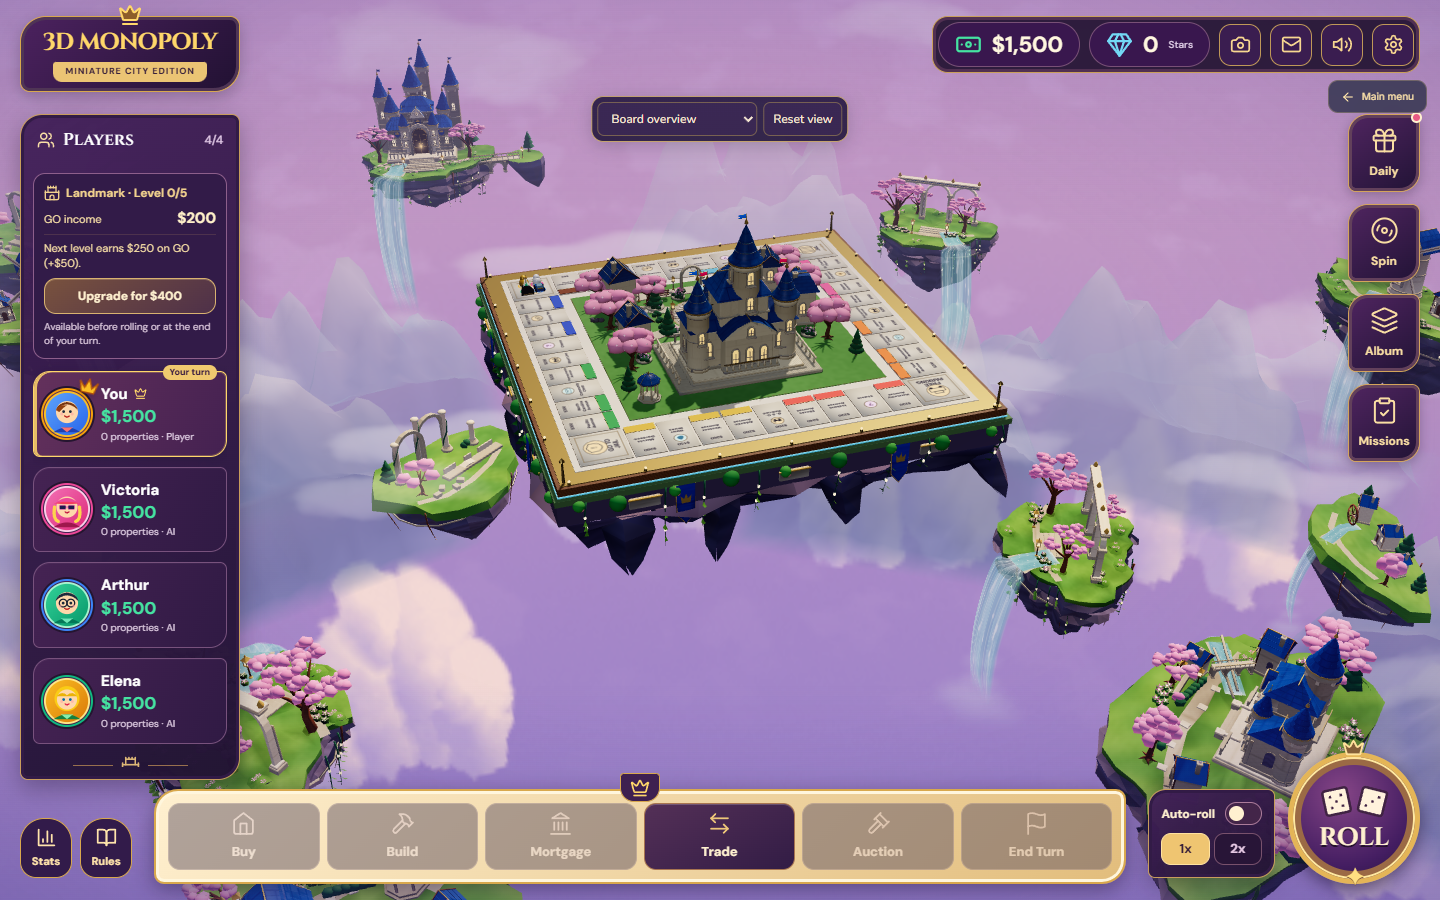 3D MONOPOLY
MINIATURE CITY EDITION
$1,500
0 Stars
Main menu
Board overview
Reset view
PLAYERS
4/4
Landmark · Level 0/5
GO income
$200
Next level earns $250 on GO
(+$50).
Upgrade for $400
Available before rolling or at the end
of your turn.
Your turn
You
$1,500
0 properties · Player
Victoria
$1,500
0 properties · AI
Arthur
$1,500
0 properties · AI
Elena
$1,500
0 properties · AI
Daily
Spin
Album
Missions
Stats
Rules
Buy
Build
Mortgage
Trade
Auction
End Turn
Auto-roll
1x
2x
ROLL